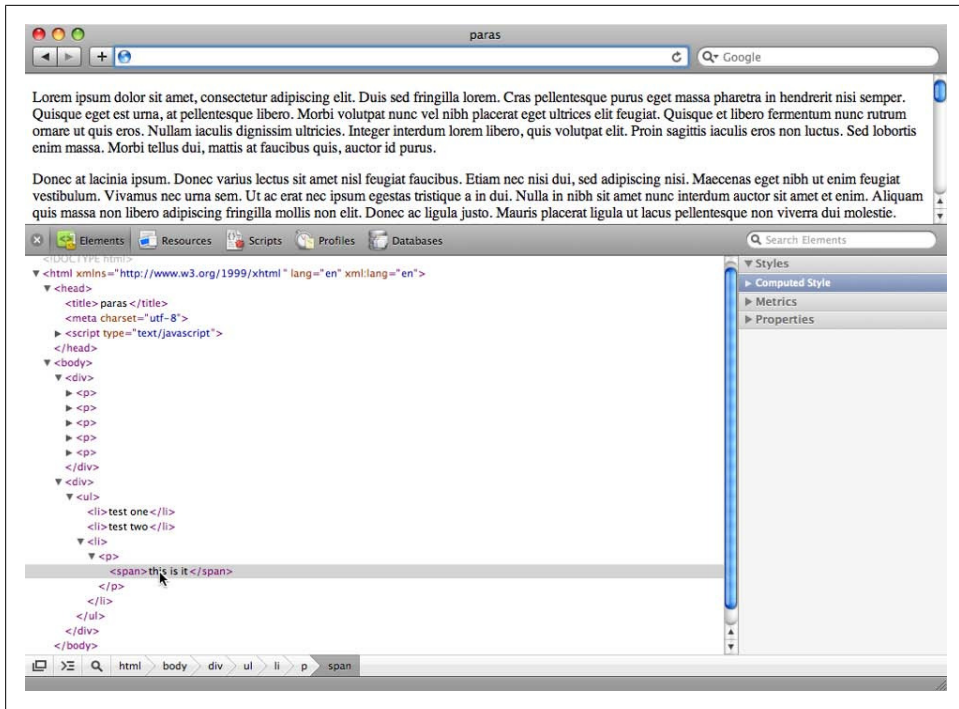 paras
Google
Lorem ipsum dolor sit amet, consectetur adipiscing elit. Duis sed fringilla lorem. Cras pellentesque purus eget massa pharetra in hendrerit nisi semper.
Quisque eget est urna, at pellentesque libero. Morbi volutpat nunc vel nibh placerat eget ultrices elit feugiat. Quisque et libero fermentum nunc rutrum
ornare ut quis eros. Nullam iaculis dignissim ultricies. Integer interdum lorem libero, quis volutpat elit. Proin sagittis iaculis eros non luctus. Sed lobortis
enim massa. Morbi tellus dui, mattis at faucibus quis, auctor id purus.
Donec at lacinia ipsum. Donec varius lectus sit amet nisl feugiat faucibus. Etiam nec nisi dui, sed adipiscing nisi. Maecenas eget nibh ut enim feugiat
vestibulum. Vivamus nec urna sem. Ut ac erat nec ipsum egestas tristique a in dui. Nulla in nibh sit amet nunc interdum auctor sit amet et enim. Aliquam
quis massa non libero adipiscing fringilla mollis non elit. Donec ac ligula justo. Mauris placerat ligula ut lacus pellentesque non viverra dui molestie.
Elements Resources Scripts Profiles Databases Search Elements
<!DOCTYPE html>
<html xmlns="http://www.w3.org/1999/xhtml" lang="en" xml:lang="en">
<head>
<title>paras</title>
<meta charset="utf-8">
<script type="text/javascript">
</head>
<body>
<div>
<p>
<p>
<p>
<p>
<p>
</div>
<div>
<ul>
<li>test one</li>
<li>test two</li>
<li>
<p>
<span>this is it</span>
</p>
</li>
</ul>
</div>
</body>
Styles
Computed Style
Metrics
Properties
html body div ul li p span